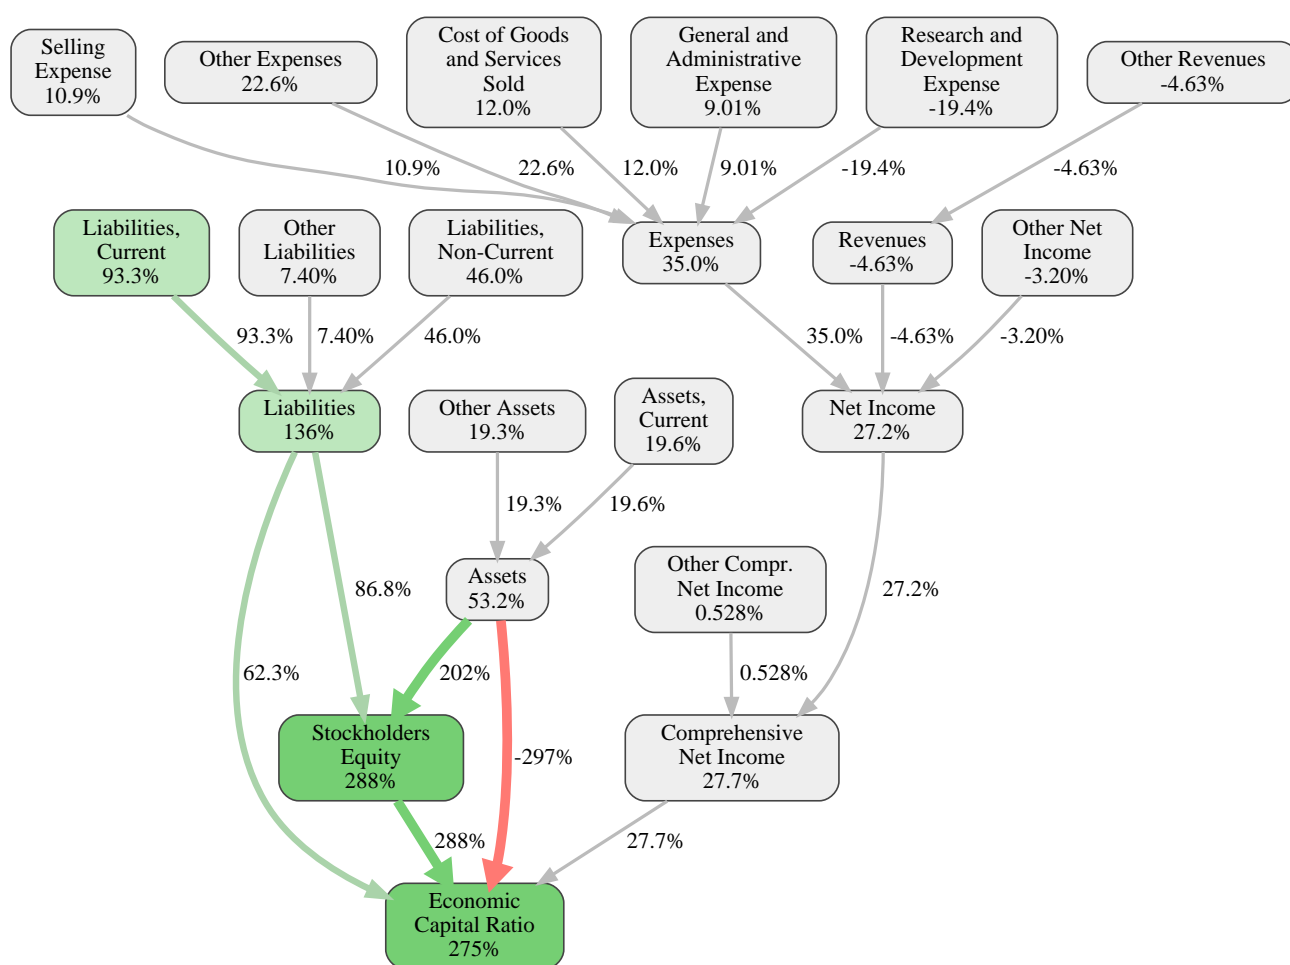 Selling
Expense
10.9%
Other Expenses
22.6%
Cost of Goods
and Services
Sold
12.0%
General and
Administrative
Expense
9.01%
Research and
Development
Expense
-19.4%
Other Revenues
-4.63%
10.9%
22.6%
12.0%
9.01%
-19.4%
-4.63%
Liabilities,
Current
93.3%
Other
Liabilities
7.40%
Liabilities,
Non-Current
46.0%
Expenses
35.0%
Revenues
-4.63%
Other Net
Income
-3.20%
93.3%
7.40%
46.0%
35.0%
-4.63%
-3.20%
Liabilities
136%
Other Assets
19.3%
Assets,
Current
19.6%
Net Income
27.2%
19.3%
19.6%
Assets
53.2%
Other Compr.
Net Income
0.528%
86.8%
27.2%
62.3%
202%
0.528%
Stockholders
Equity
288%
-297%
Comprehensive
Net Income
27.7%
288%
27.7%
Economic
Capital Ratio
275%